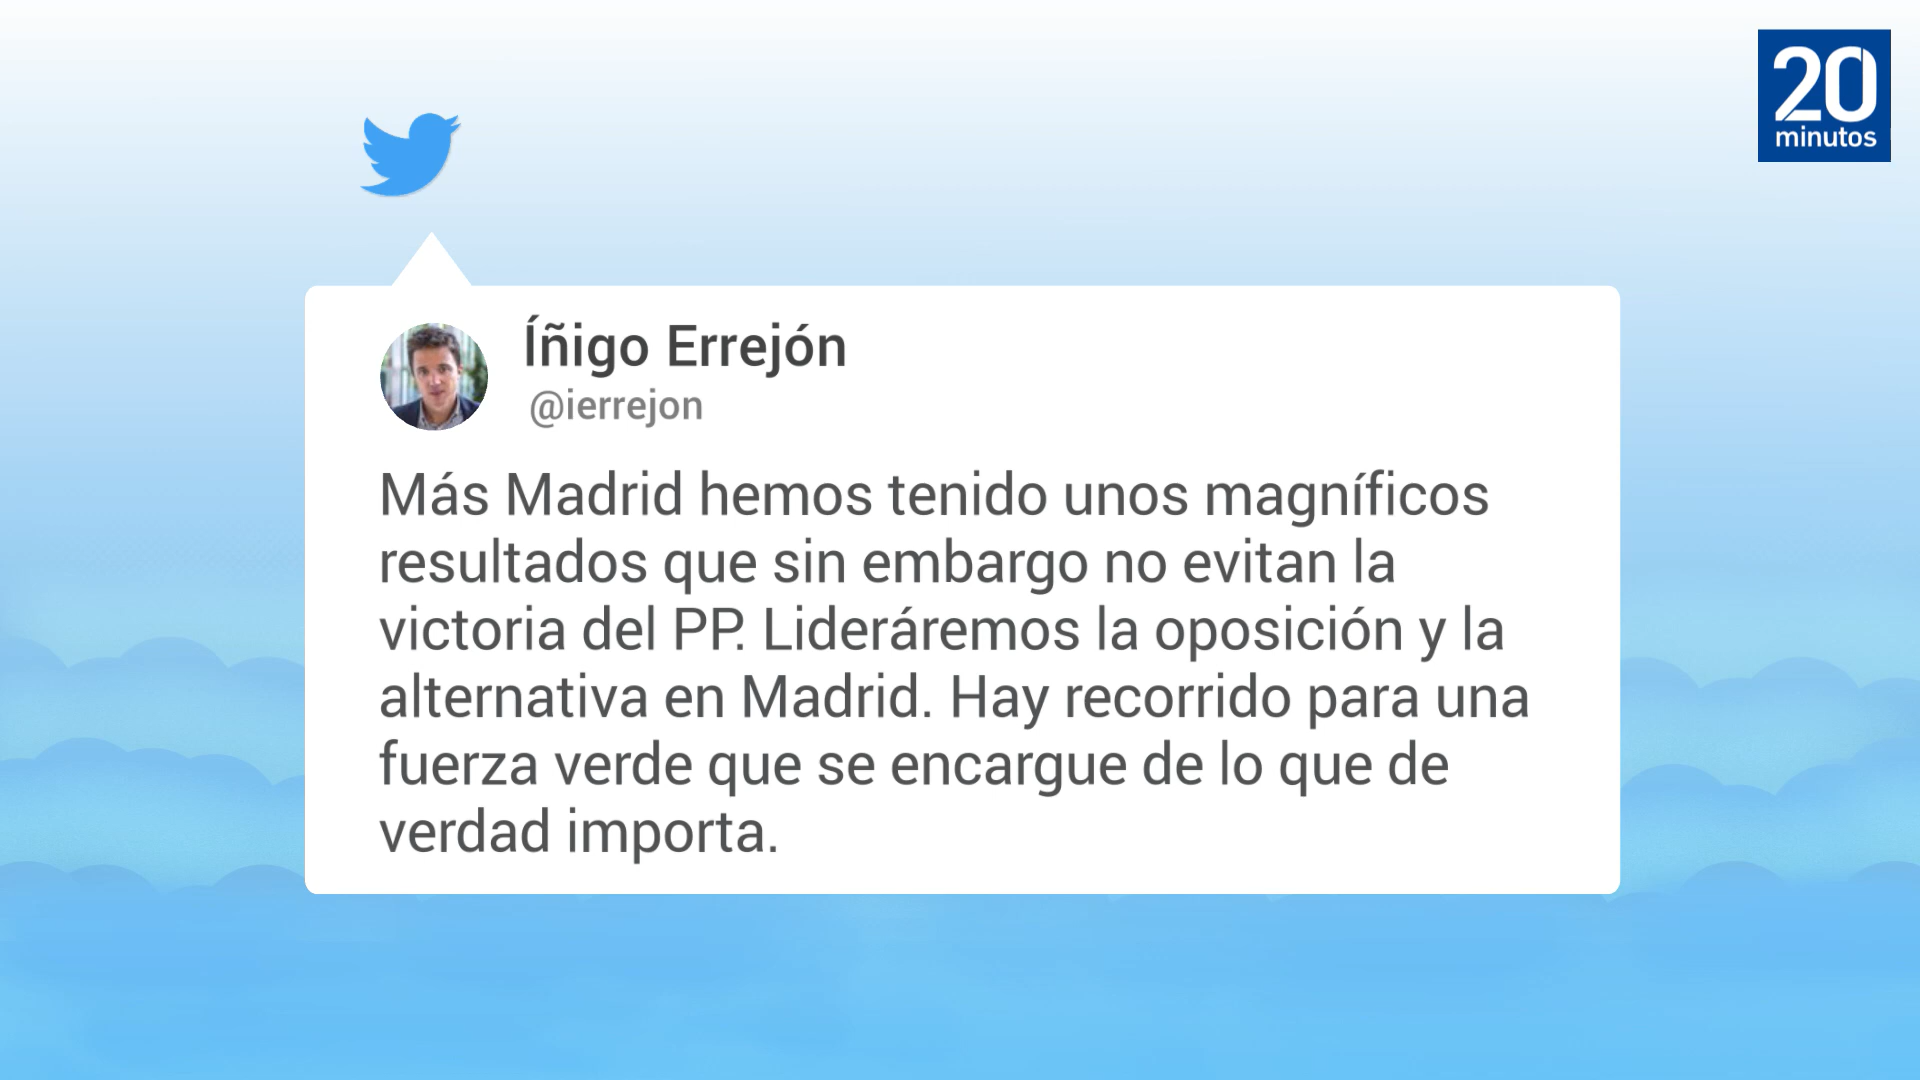 20
minutos
Íñigo Errejón
@ierrejon
Más Madrid hemos tenido unos magníficos
resultados que sin embargo no evitan la
victoria del PP. Lideráremos la oposición y la
alternativa en Madrid. Hay recorrido para una
fuerza verde que se encargue de lo que de
verdad importa.